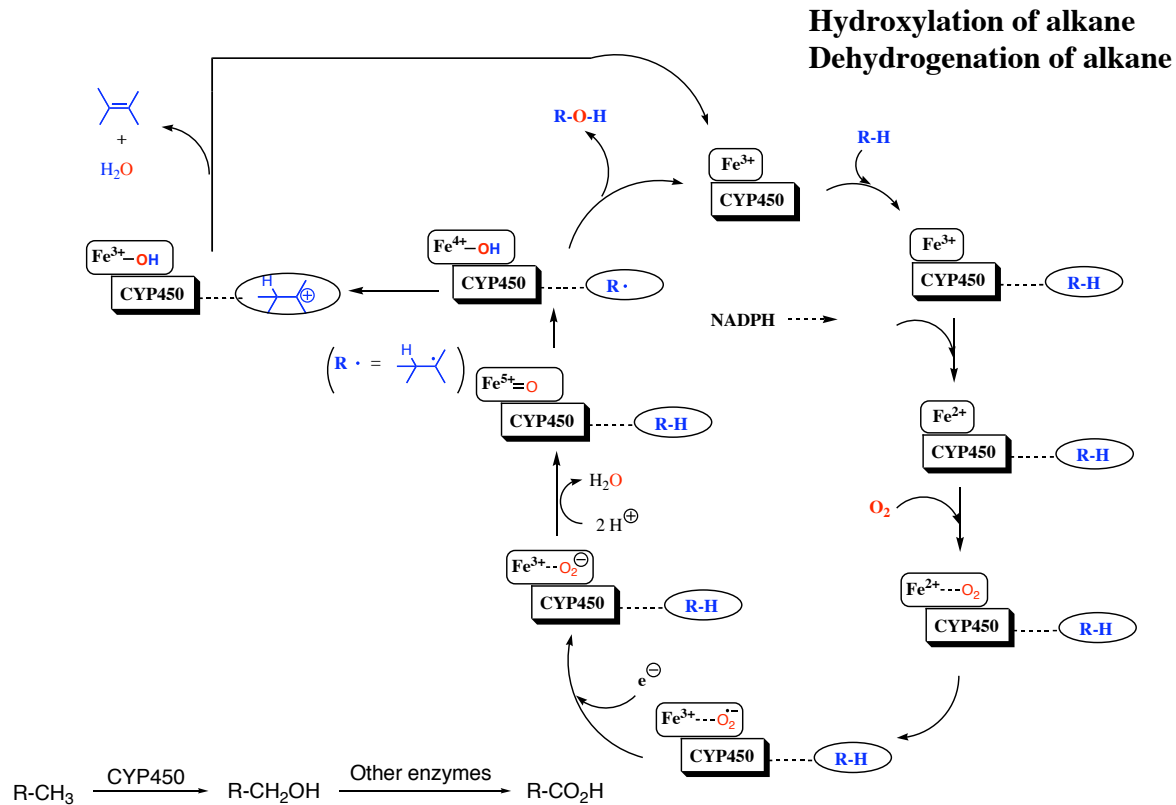 Hydroxylation of alkane
Dehydrogenation of alkane
R-O-H
+
H₂O
Fe³⁺
CYP450
R-H
Fe³⁺—OH
CYP450
H
⊕
Fe⁴⁺—OH
CYP450
R •
Fe³⁺
CYP450
R-H
NADPH
(R • = H •)
Fe⁵⁺=O
CYP450
R-H
Fe²⁺
CYP450
R-H
H₂O
2 H⊕
O₂
Fe³⁺--O₂⊖
CYP450
R-H
Fe²⁺---O₂
CYP450
R-H
e⊖
Fe³⁺----O₂•−
CYP450
R-H
R-CH₃ CYP450 R-CH₂OH Other enzymes R-CO₂H